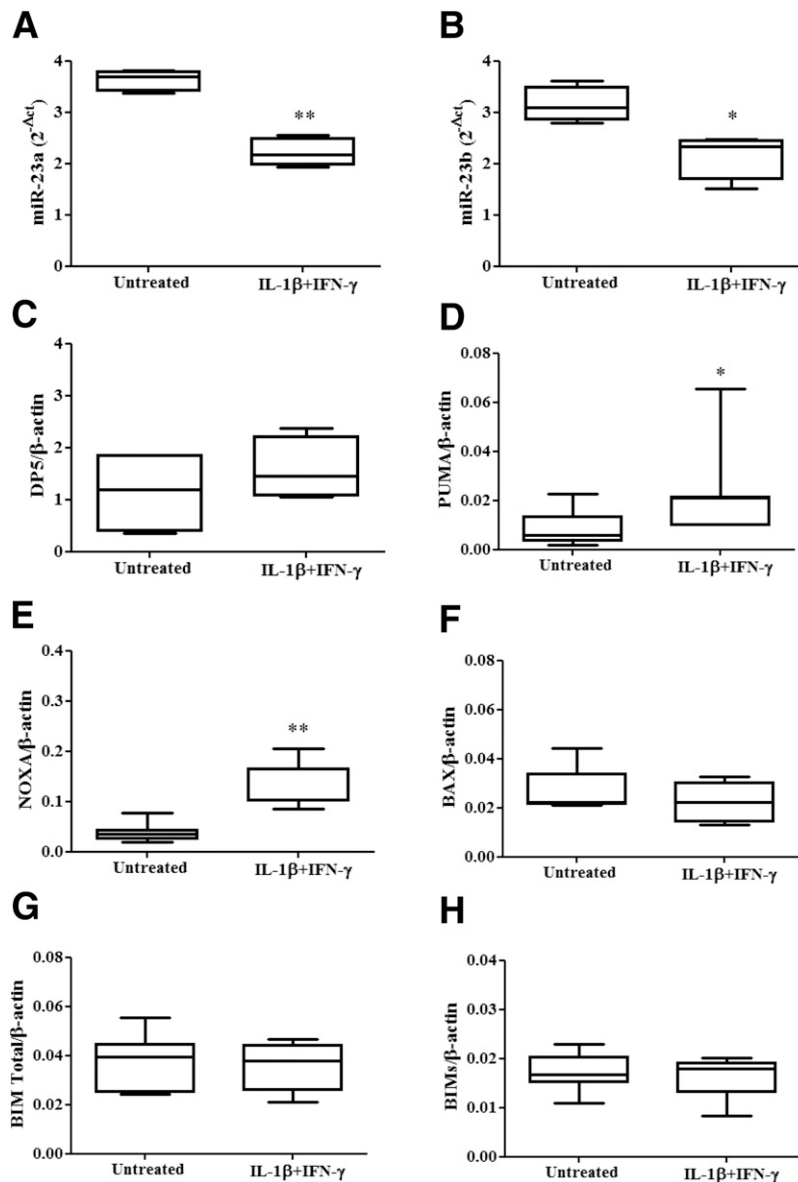 A
B
miR-23a (2^-Δct)
4
3
2
1
0
**
Untreated
IL-1β+IFN-γ
miR-23b (2^-Δct)
4
3
2
1
0
*
Untreated
IL-1β+IFN-γ
C
D
DP5/β-actin
4
3
2
1
0
Untreated
IL-1β+IFN-γ
PUMA/β-actin
0.08
0.06
0.04
0.02
0.00
*
Untreated
IL-1β+IFN-γ
E
F
NOXA/β-actin
0.4
0.3
0.2
0.1
0.0
**
Untreated
IL-1β+IFN-γ
BAX/β-actin
0.08
0.06
0.04
0.02
0.00
Untreated
IL-1β+IFN-γ
G
H
BIM Total/β-actin
0.08
0.06
0.04
0.02
0.00
Untreated
IL-1β+IFN-γ
BIMs/β-actin
0.04
0.03
0.02
0.01
0.00
Untreated
IL-1β+IFN-γ